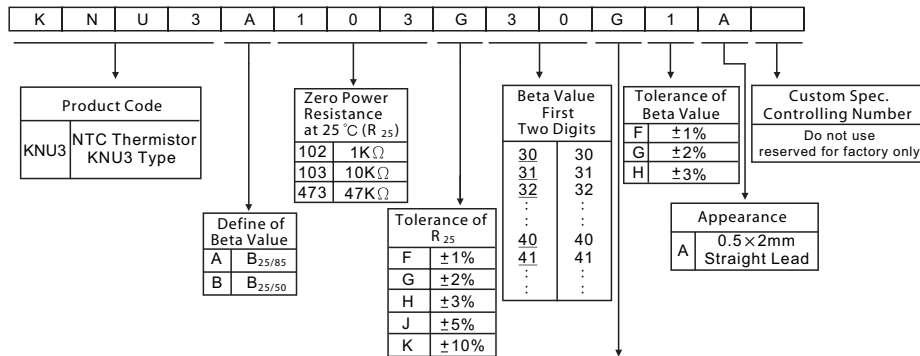 K N U 3 A 1 0 3 G 3 0 G 1 A
Product Code
KNU3 NTC Thermistor
KNU3 Type
Define of
Beta Value
A B25/85
B B25/50
Zero Power
Resistance
at 25 ℃ (R 25)
102 1KΩ
103 10KΩ
473 47KΩ
Tolerance of
R 25
F ±1%
G ±2%
H ±3%
J ±5%
K ±10%
Beta Value
First
Two Digits
30 30
31 31
32 32
: :
: :
40 40
41 41
: :
: :
Tolerance of
Beta Value
F ±1%
G ±2%
H ±3%
Appearance
A 0.5×2mm
Straight Lead
Custom Spec.
Controlling Number
Do not use
reserved for factory only